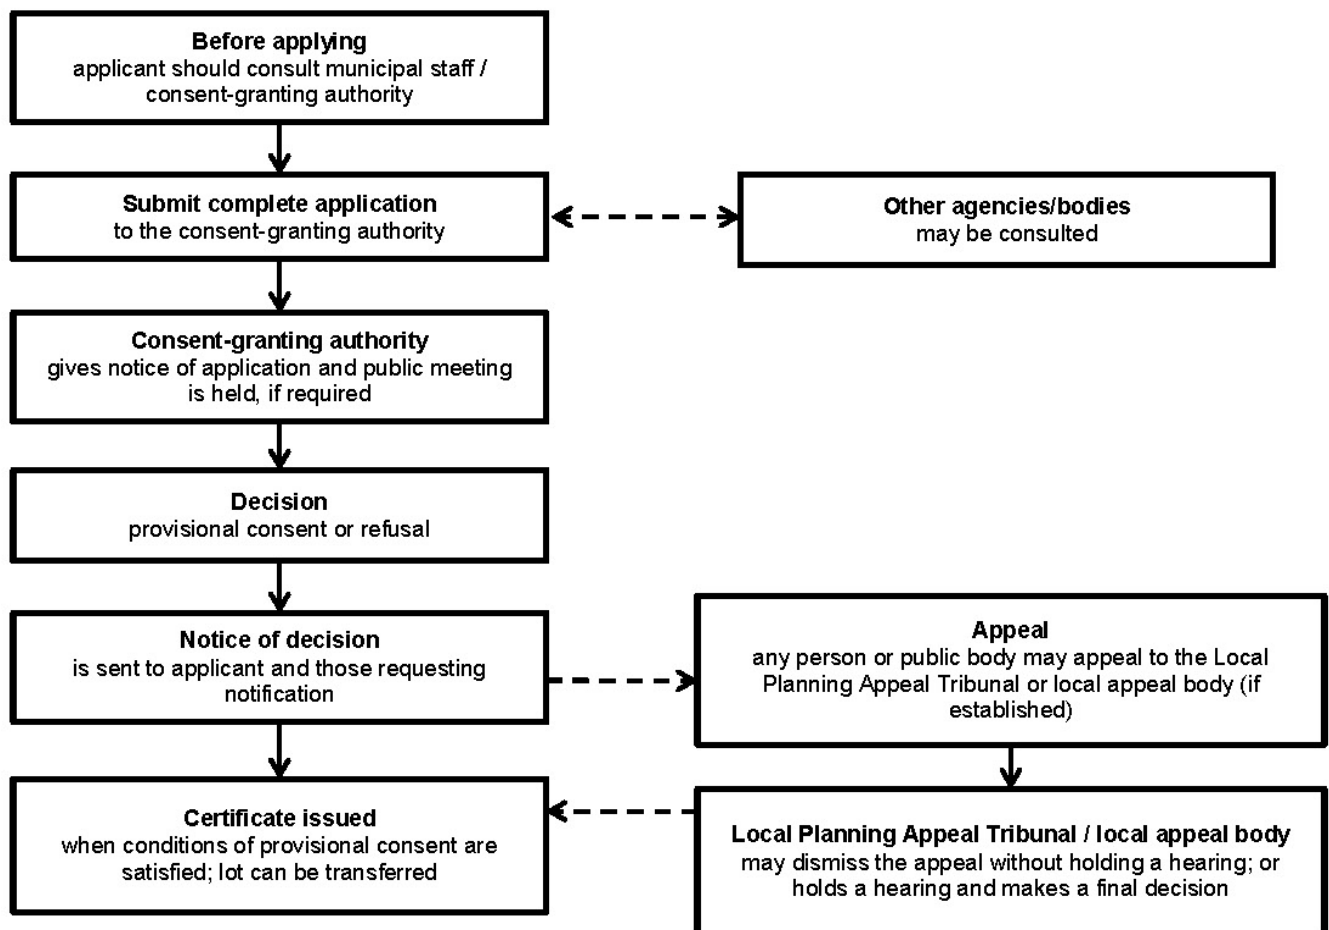 Before applying
applicant should consult municipal staff /
consent-granting authority
Submit complete application
to the consent-granting authority
Other agencies/bodies
may be consulted
Consent-granting authority
gives notice of application and public meeting
is held, if required
Decision
provisional consent or refusal
Notice of decision
is sent to applicant and those requesting
notification
Appeal
any person or public body may appeal to the Local
Planning Appeal Tribunal or local appeal body (if
established)
Certificate issued
when conditions of provisional consent are
satisfied; lot can be transferred
Local Planning Appeal Tribunal / local appeal body
may dismiss the appeal without holding a hearing; or
holds a hearing and makes a final decision